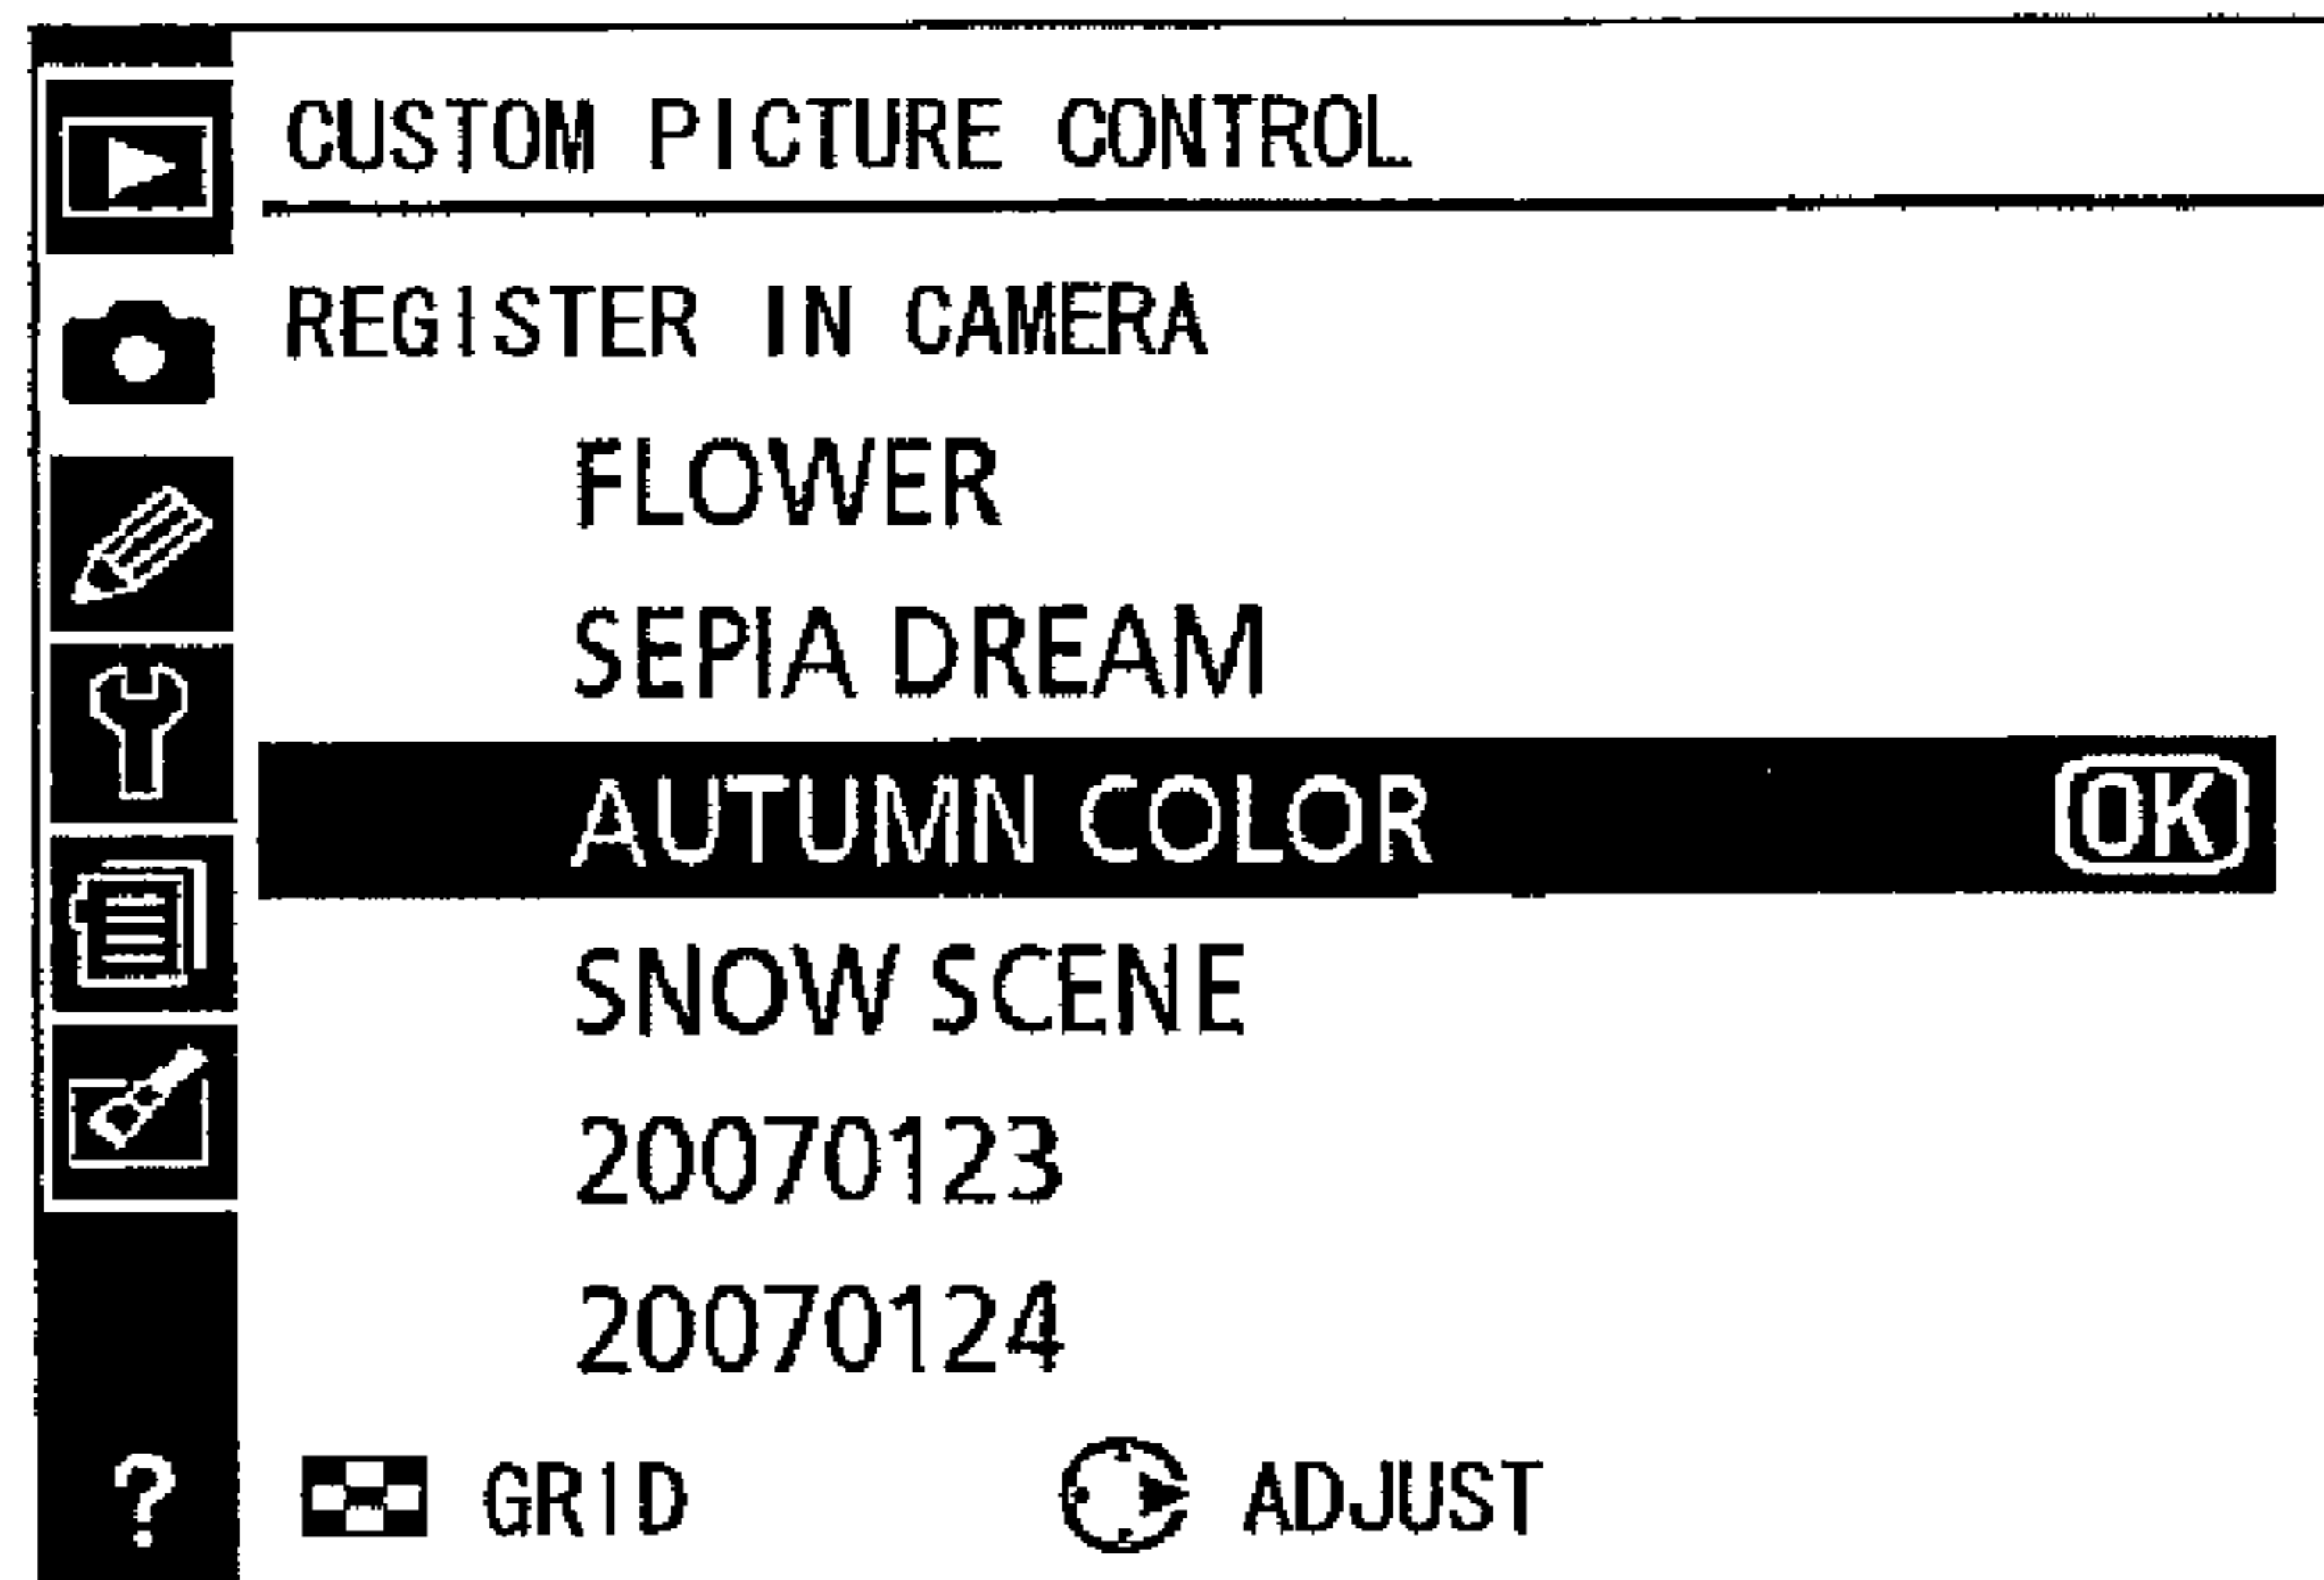 CUSTOM PICTURE CONTROL
REGISTER IN CAMERA
FLOWER
SEPIA DREAM
AUTUMN COLOR OK
SNOW SCENE
20070123
20070124
? GRID ADJUST